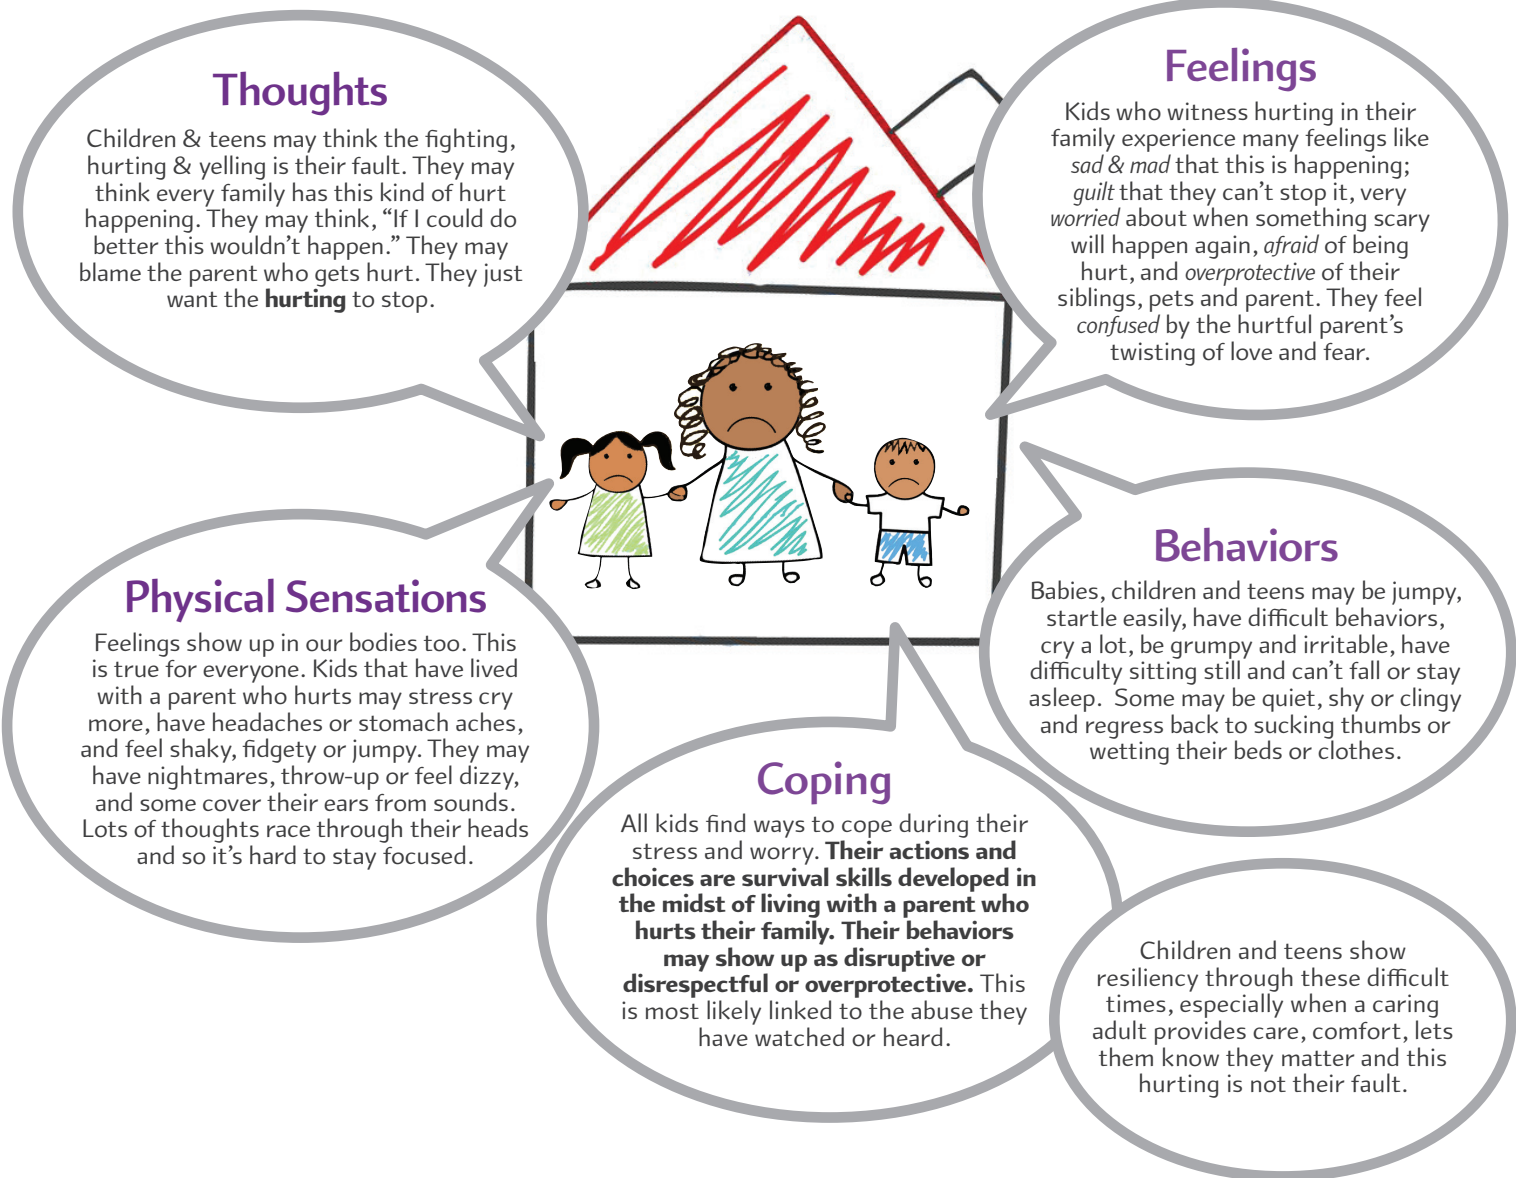 Thoughts
Children & teens may think the fighting,
hurting & yelling is their fault. They may
think every family has this kind of hurt
happening. They may think, “If I could do
better this wouldn’t happen.” They may
blame the parent who gets hurt. They just
want the hurting to stop.
Feelings
Kids who witness hurting in their
family experience many feelings like
sad & mad that this is happening;
guilt that they can’t stop it, very
worried about when something scary
will happen again, afraid of being
hurt, and overprotective of their
siblings, pets and parent. They feel
confused by the hurtful parent’s
twisting of love and fear.
Physical Sensations
Feelings show up in our bodies too. This
is true for everyone. Kids that have lived
with a parent who hurts may stress cry
more, have headaches or stomach aches,
and feel shaky, fidgety or jumpy. They may
have nightmares, throw-up or feel dizzy,
and some cover their ears from sounds.
Lots of thoughts race through their heads
and so it’s hard to stay focused.
Behaviors
Babies, children and teens may be jumpy,
startle easily, have difficult behaviors,
cry a lot, be grumpy and irritable, have
difficulty sitting still and can’t fall or stay
asleep.  Some may be quiet, shy or clingy
and regress back to sucking thumbs or
wetting their beds or clothes.
Coping
All kids find ways to cope during their
stress and worry. Their actions and
choices are survival skills developed in
the midst of living with a parent who
hurts their family. Their behaviors
may show up as disruptive or
disrespectful or overprotective. This
is most likely linked to the abuse they
have watched or heard.
Children and teens show
resiliency through these difficult
times, especially when a caring
adult provides care, comfort, lets
them know they matter and this
hurting is not their fault.